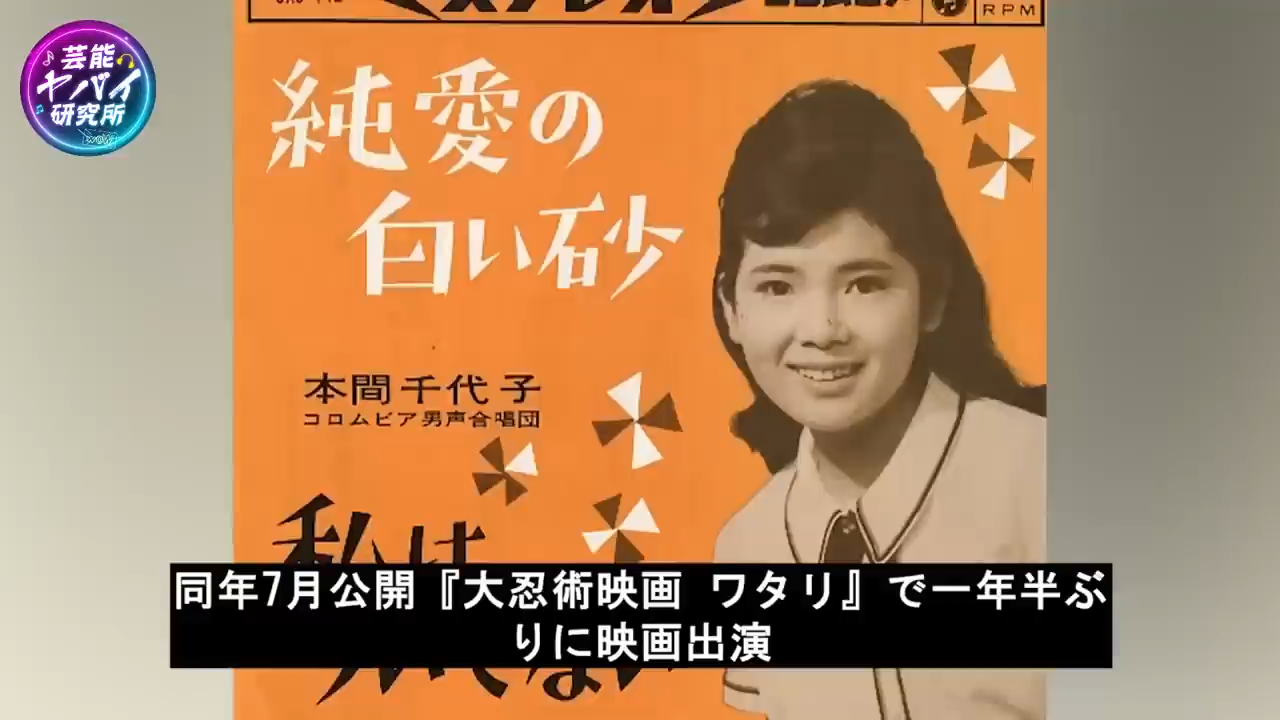 芸能
ヤバイ
研究所
RPM
純愛の
白い砂
本間千代子
コロムビア男声合唱団
私は
同年7月公開『大忍術映画 ワタリ』で一年半ぶ
りに映画出演